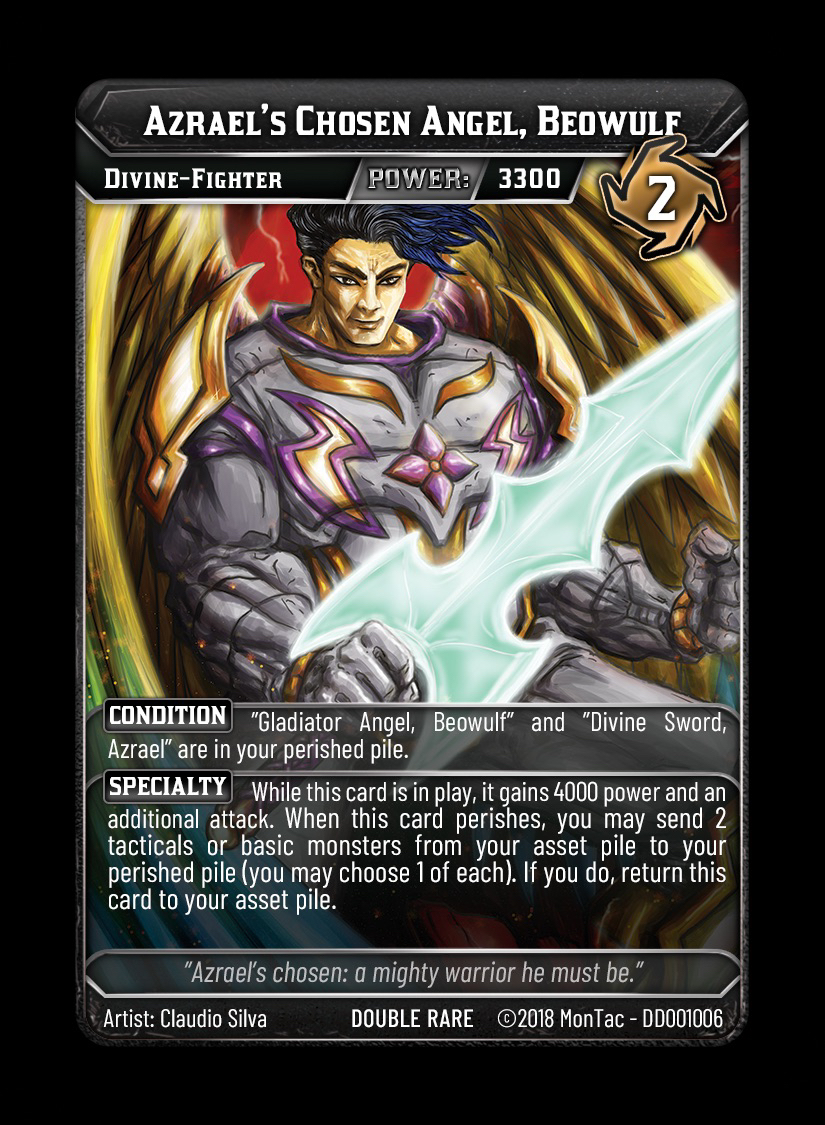 Azrael's Chosen Angel, Beowulf
Divine-Fighter POWER: 3300 2
CONDITION "Gladiator Angel, Beowulf" and "Divine Sword,
Azrael" are in your perished pile.
SPECIALTY While this card is in play, it gains 4000 power and an
additional attack. When this card perishes, you may send 2
tacticals or basic monsters from your asset pile to your
perished pile (you may choose 1 of each). If you do, return this
card to your asset pile.
"Azrael's chosen: a mighty warrior he must be."
Artist: Claudio Silva DOUBLE RARE ©2018 MonTac - DD001006